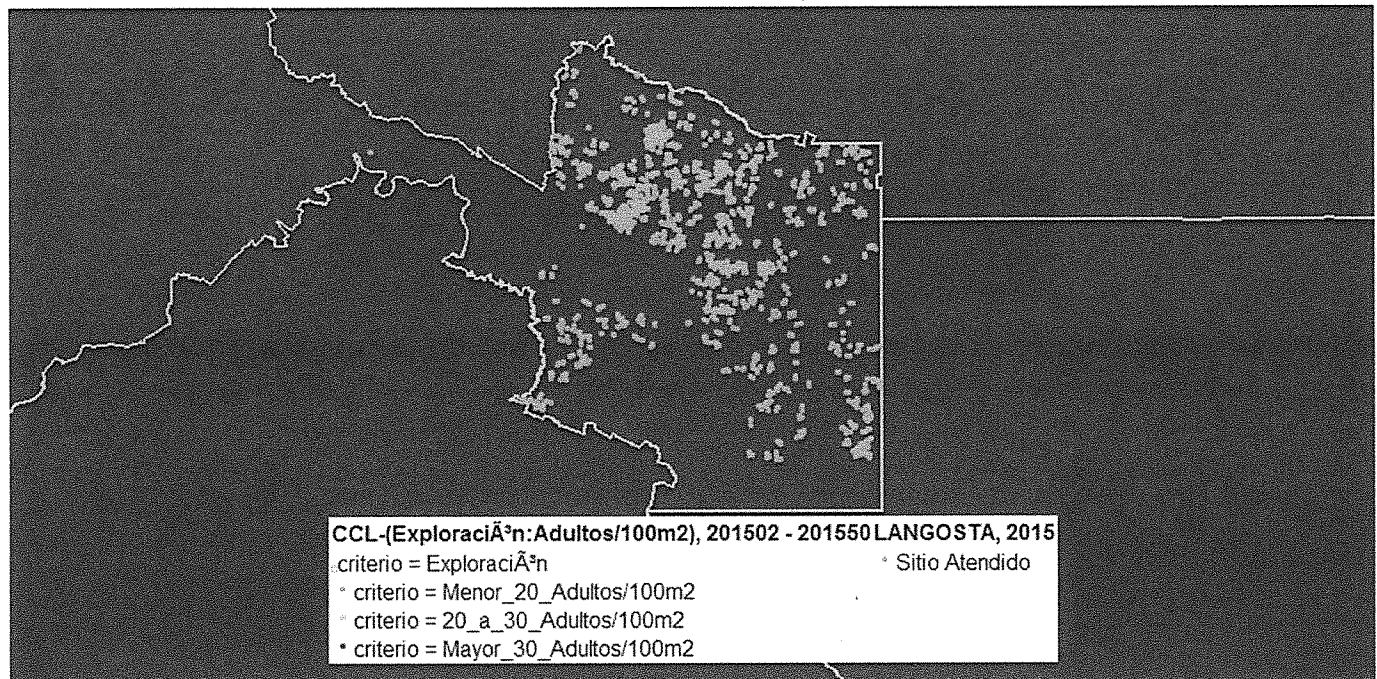 CCL-(ExploraciÃ³n:Adultos/100m2), 201502 - 201550 LANGOSTA, 2015
criterio = ExploraciÃ³n
Sitio Atendido
criterio = Menor_20_Adultos/100m2
criterio = 20_a_30_Adultos/100m2
criterio = Mayor_30_Adultos/100m2